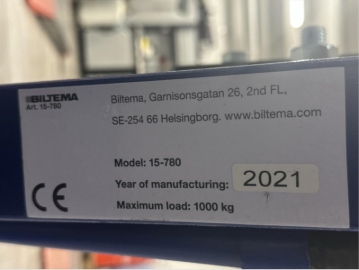 BILTEMA
Art. 15-780
Biltema, Garnisonsgatan 26, 2nd FL,
SE-254 66 Helsingborg. www.biltema.com
Model: 15-780
Year of manufacturing: 2021
Maximum load: 1000 kg
CE